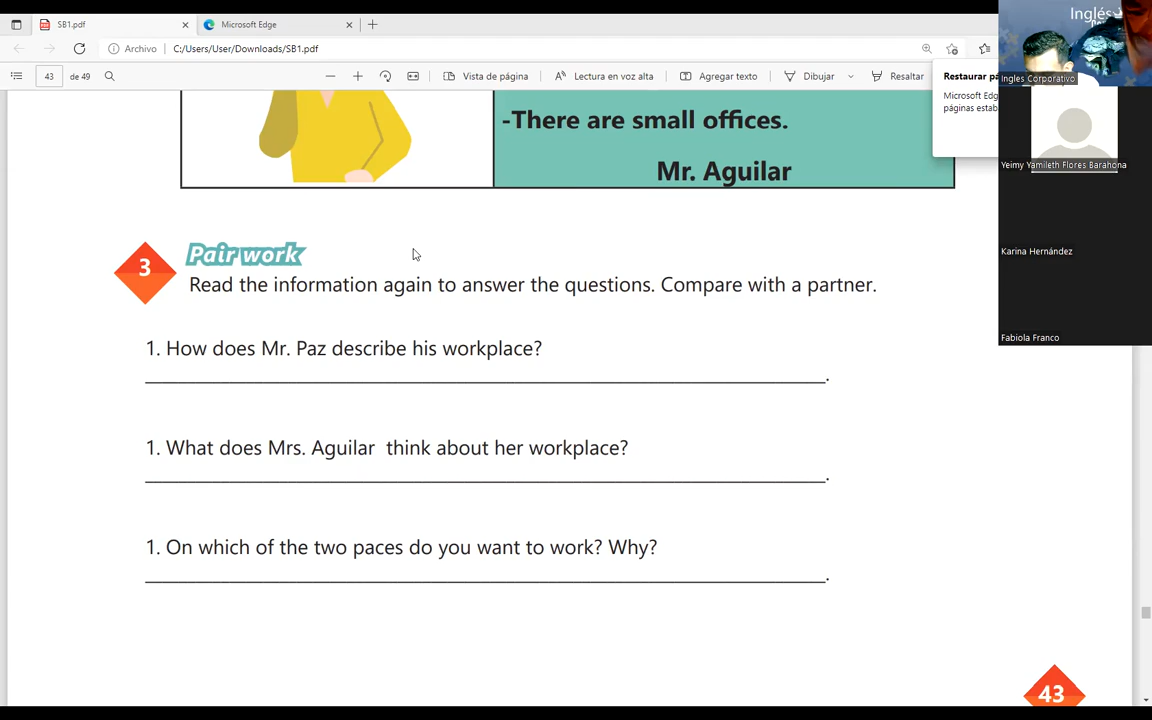 SB1.pdf
Microsoft Edge
Archivo
C:/Users/User/Downloads/SB1.pdf
43
de 49
Vista de página
Lectura en voz alta
Agregar texto
Dibujar
Resaltar
Restaurar
Microsoft
páginas
Inglés
Ingles Corporativo
Yeimy Yamileth Flores Barahona
Karina Hernández
Fabiola Franco
-There are small offices.
Mr. Aguilar
3
Pair work
Read the information again to answer the questions. Compare with a partner.
1. How does Mr. Paz describe his workplace?
1. What does Mrs. Aguilar think about her workplace?
1. On which of the two paces do you want to work? Why?
43